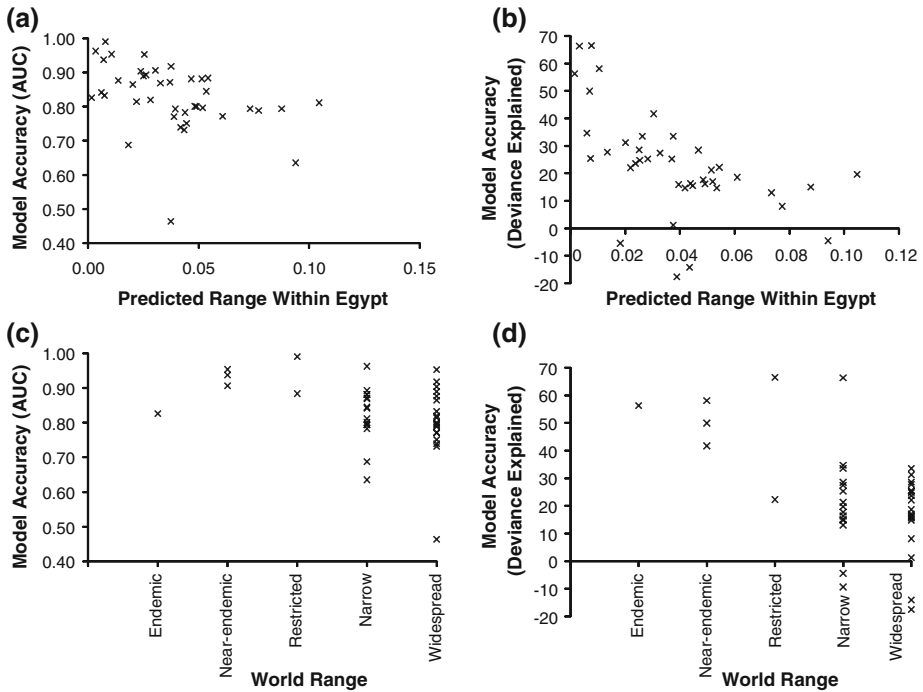 (a)
Model Accuracy (AUC)
1.00
0.90
0.80
0.70
0.60
0.50
0.40
0.00
0.05
0.10
0.15
Predicted Range Within Egypt
(b)
Model Accuracy
(Deviance Explained)
70
60
50
40
30
20
10
0
-10
-20
0
0.02
0.04
0.06
0.08
0.10
0.12
Predicted Range Within Egypt
(c)
Model Accuracy (AUC)
1.00
0.90
0.80
0.70
0.60
0.50
0.40
Endemic
Near-endemic
Restricted
Narrow
Widespread
World Range
(d)
Model Accuracy
(Deviance Explained)
70
60
50
40
30
20
10
0
-10
-20
Endemic
Near-endemic
Restricted
Narrow
Widespread
World Range